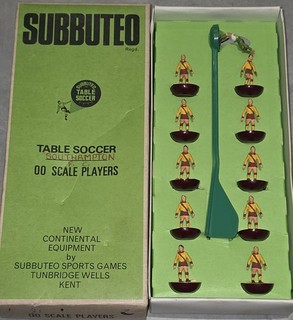 SUBBUTEO
Regd.
SUBBUTEO
TABLE
SOCCER
TABLE SOCCER
SOUTHAMPTON
OO SCALE PLAYERS
NEW
CONTINENTAL
EQUIPMENT
by
SUBBUTEO SPORTS GAMES
TUNBRIDGE WELLS
KENT
OO SCALE PLAYERS